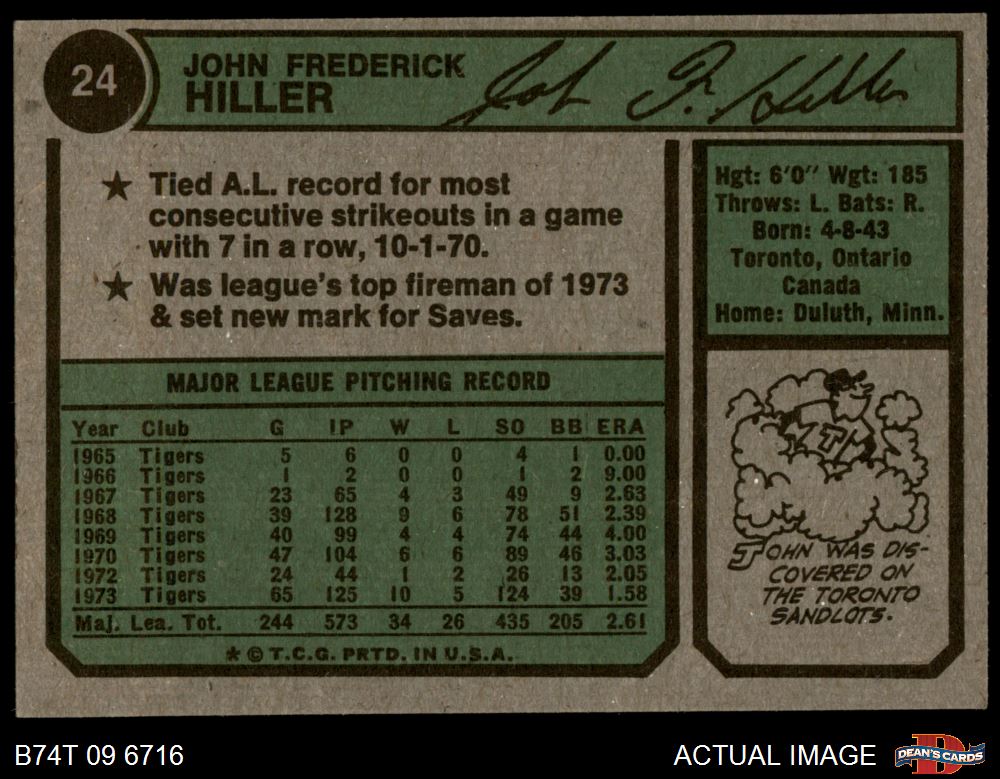 24
JOHN FREDERICK
HILLER
John F. Hiller
★ Tied A.L. record for most
consecutive strikeouts in a game
with 7 in a row, 10-1-70.
★ Was league's top fireman of 1973
& set new mark for Saves.
Hgt: 6'0" Wgt: 185
Throws: L. Bats: R.
Born: 4-8-43
Toronto, Ontario
Canada
Home: Duluth, Minn.
MAJOR LEAGUE PITCHING RECORD
Year Club G IP W L SO BB ERA
1965 Tigers 5 6 0 0 4 1 0.00
1966 Tigers 1 2 0 0 1 2 9.00
1967 Tigers 23 65 4 3 49 9 2.63
1968 Tigers 39 128 9 6 78 51 2.39
1969 Tigers 40 99 4 4 74 44 4.00
1970 Tigers 47 104 6 6 89 46 3.03
1972 Tigers 24 44 1 2 26 13 2.05
1973 Tigers 65 125 10 5 124 39 1.58
Maj. Lea. Tot. 244 573 34 26 435 205 2.61
★ © T.C.G. PRTD. IN U.S.A.
JOHN WAS DIS-
COVERED ON
THE TORONTO
SANDLOTS.
B74T 09 6716
ACTUAL IMAGE
DEAN'S CARDS